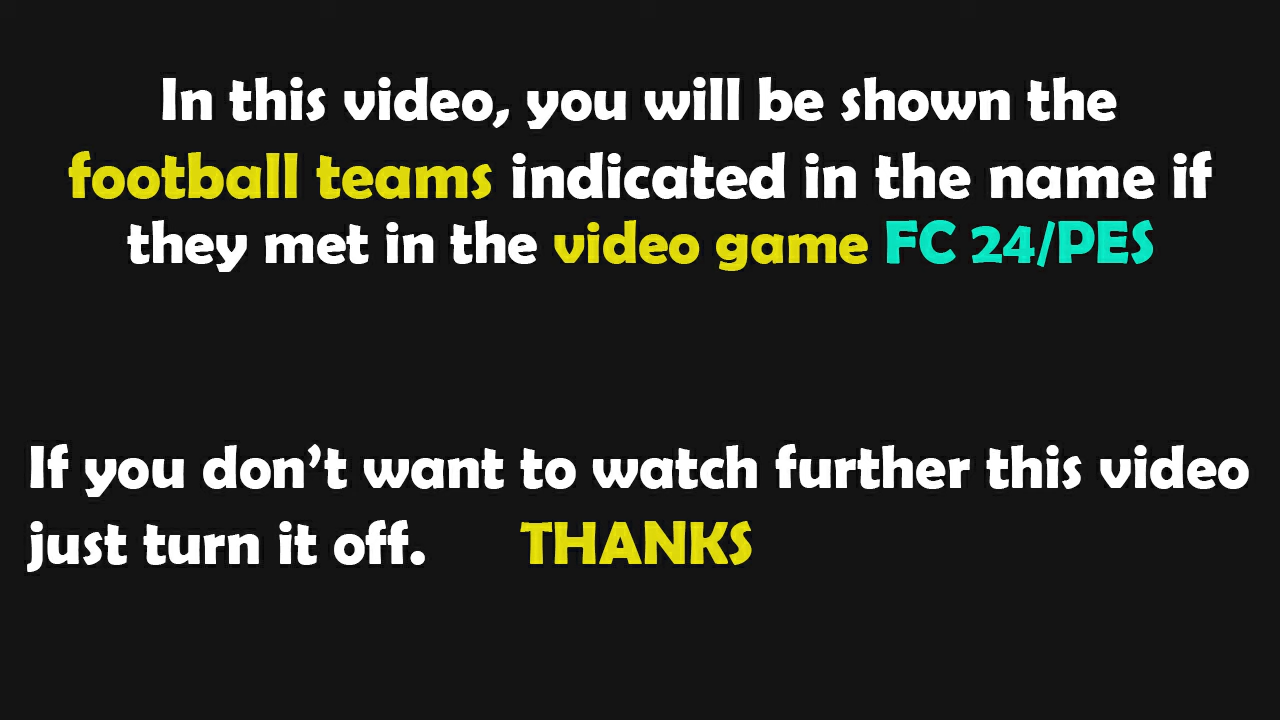 In this video, you will be shown the
football teams indicated in the name if
they met in the video game FC 24/PES
If you don't want to watch further this video
just turn it off. THANKS